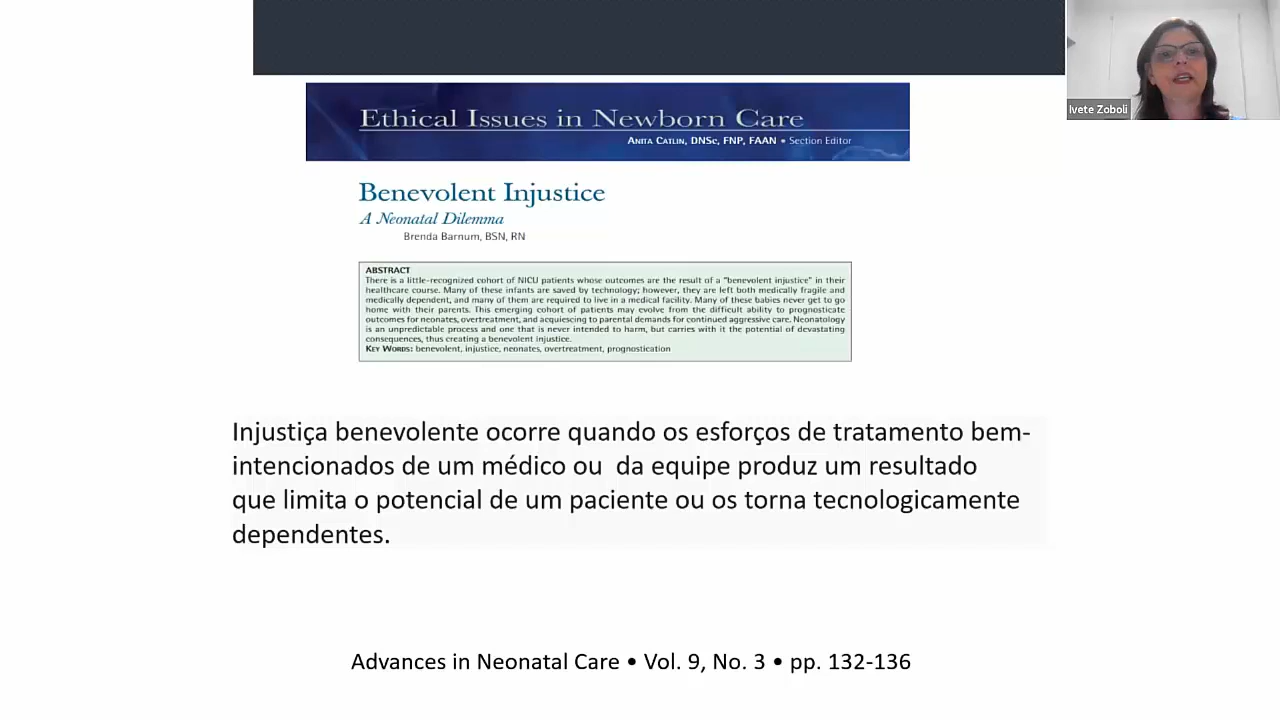 Ethical Issues in Newborn Care
Anita Catlin, DNSc, FNP, FAAN • Section Editor
Ivete Zoboli
Benevolent Injustice
A Neonatal Dilemma
Brenda Barnum, BSN, RN
ABSTRACT
There is a little-recognized cohort of NICU patients whose outcomes are the result of a "benevolent injustice" in their
healthcare course. Many of these infants are saved by technology; however, they are left both medically fragile and
medically dependent, and many of them are required to live in a medical facility. Many of these babies never get to go
home with their parents. This emerging cohort of patients may evolve from the difficult ability to prognosticate
outcomes for neonates, overtreatment, and acquiescing to parental demands for continued aggressive care. Neonatology
is an unpredictable process and one that is never intended to harm, but carries with it the potential of devastating
consequences, thus creating a benevolent injustice.
Key Words: benevolent, injustice, neonates, overtreatment, prognostication
Injustiça benevolente ocorre quando os esforços de tratamento bem-
intencionados de um médico ou da equipe produz um resultado
que limita o potencial de um paciente ou os torna tecnologicamente
dependentes.
Advances in Neonatal Care • Vol. 9, No. 3 • pp. 132-136